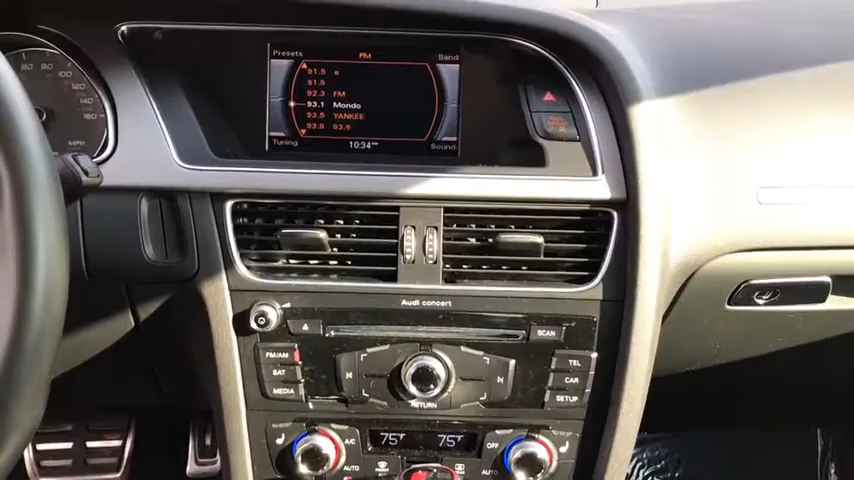 Presets
FM
Band
91.5
91.9
92.3 FM
93.1 Mondo
93.5 YANKEE
93.9 93.9
Tuning
10:34
Sound
80
100
120
140
160
180
MPH
Audi concert
SCAN
FM/AM
SAT
MEDIA
RETURN
TEL
CAR
SETUP
A/C
75°F
75°F
OFF
AUTO
AUTO